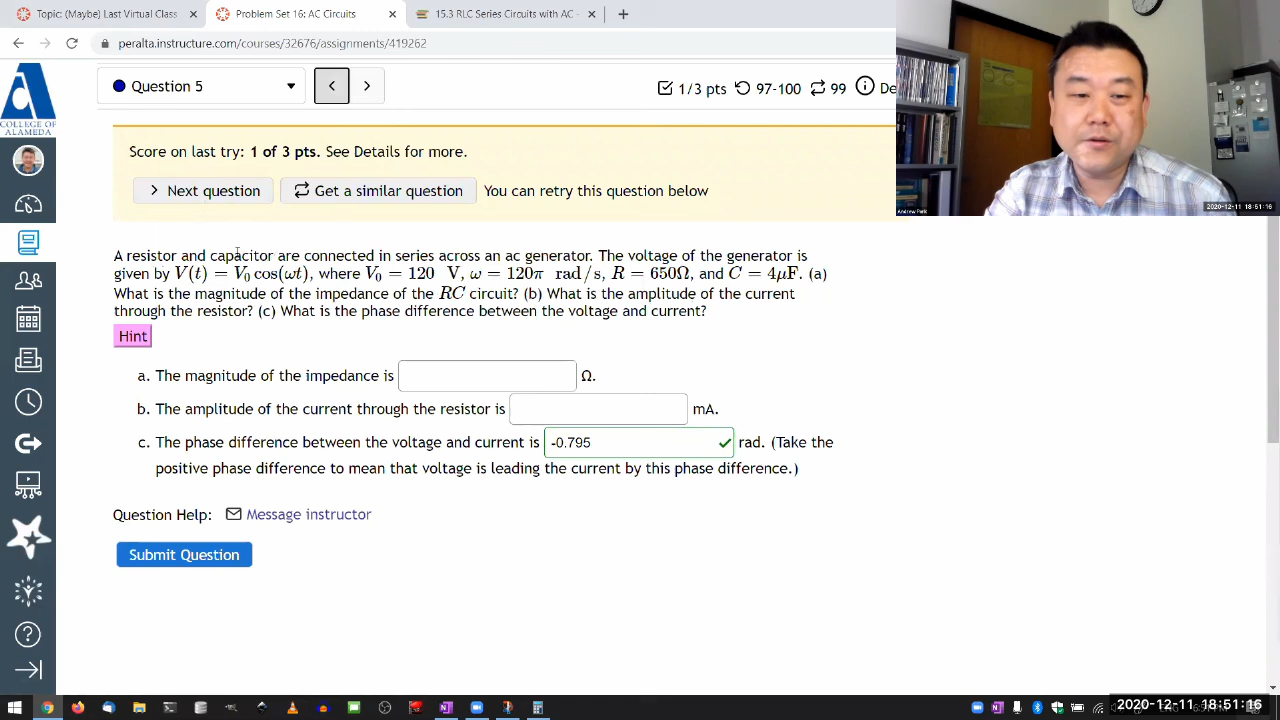 Topic: (Maybe) Last Virtual Class
Problem Set 16: AC Circuits
15.3 RLC Series Circuits with AC -
peralta.instructure.com/courses/32676/assignments/419262
COLLEGE OF
ALAMEDA
Question 5
1/3 pts 97-100 99 De
Score on last try: 1 of 3 pts. See Details for more.
Next question
Get a similar question
You can retry this question below
A resistor and capacitor are connected in series across an ac generator. The voltage of the generator is
given by V(t) = V₀ cos(ωt), where V₀ = 120 V, ω = 120π rad/s, R = 650Ω, and C = 4μF. (a)
What is the magnitude of the impedance of the RC circuit? (b) What is the amplitude of the current
through the resistor? (c) What is the phase difference between the voltage and current?
Hint
a. The magnitude of the impedance is Ω.
b. The amplitude of the current through the resistor is mA.
c. The phase difference between the voltage and current is -0.795 rad. (Take the
positive phase difference to mean that voltage is leading the current by this phase difference.)
Question Help: Message instructor
Submit Question
Andrew Park
2020-12-11 18:51:16
2020-12-11 18:51:16